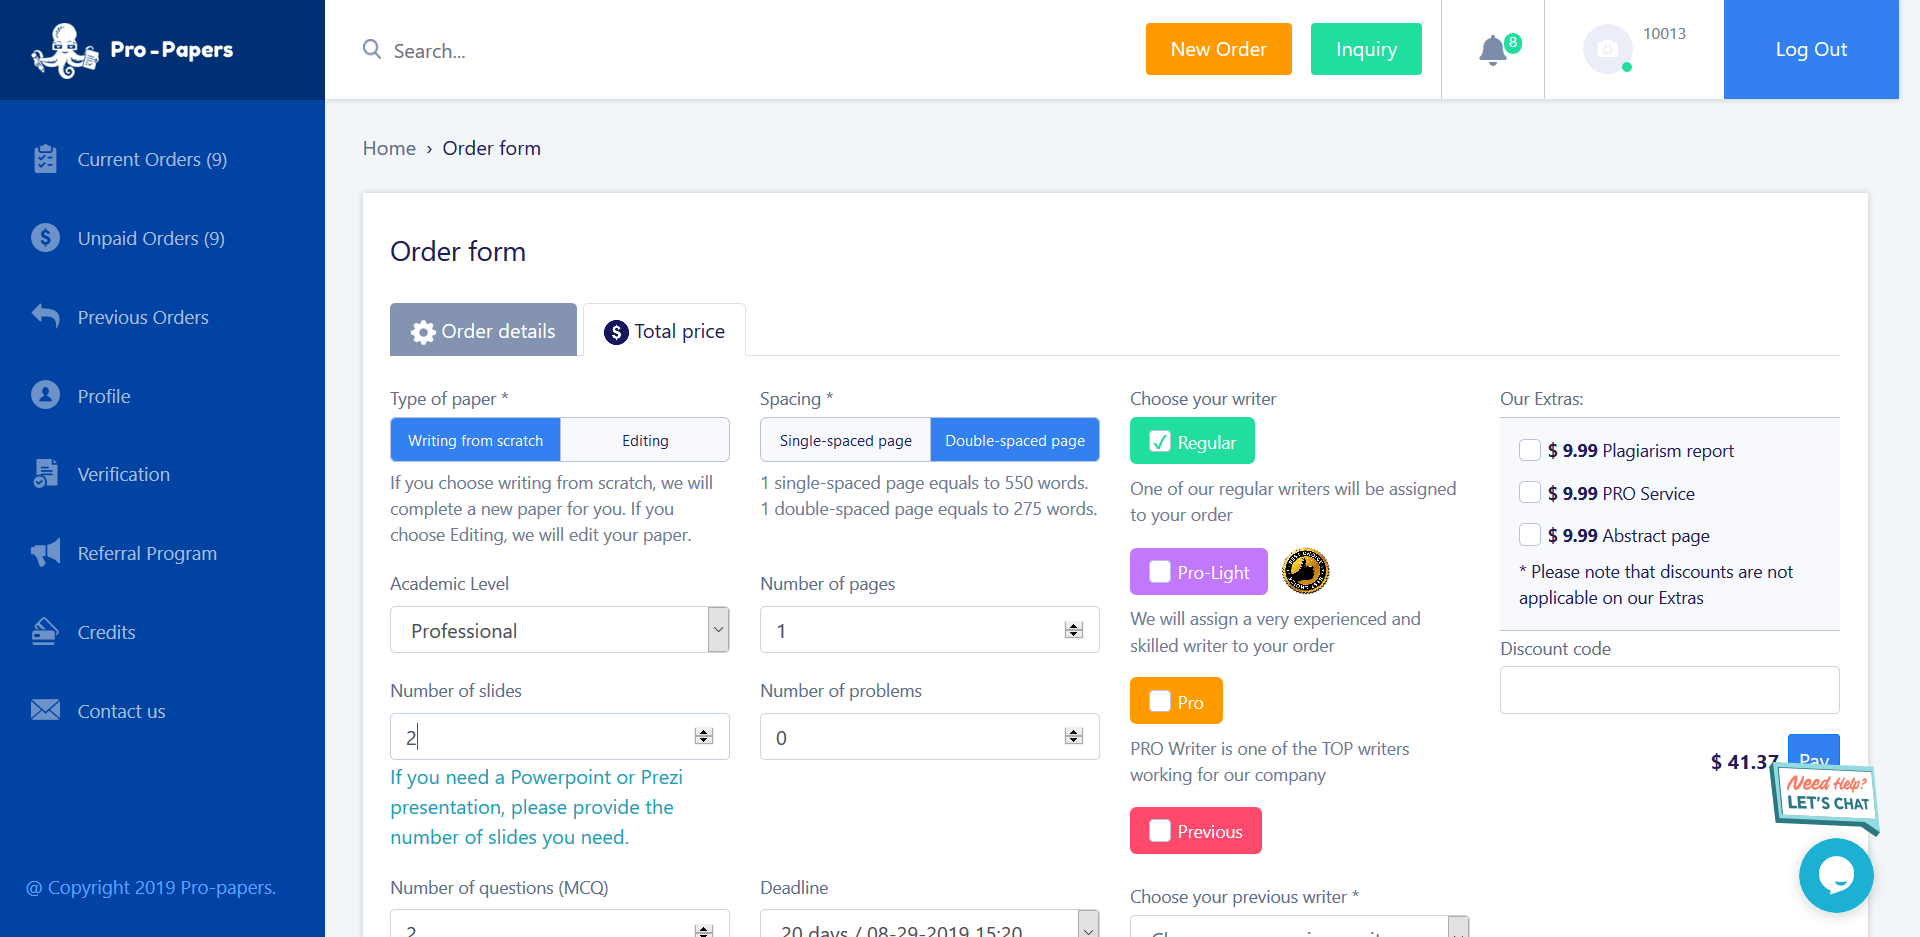 Pro-Papers
Search...
New Order
Inquiry
8
10013
Log Out
Current Orders (9)
Unpaid Orders (9)
Previous Orders
Profile
Verification
Referral Program
Credits
Contact us
@ Copyright 2019 Pro-papers.
Home › Order form
Order form
Order details
Total price
Type of paper *
Writing from scratch
Editing
If you choose writing from scratch, we will
complete a new paper for you. If you
choose Editing, we will edit your paper.
Spacing *
Single-spaced page
Double-spaced page
1 single-spaced page equals to 550 words.
1 double-spaced page equals to 275 words.
Academic Level
Professional
Number of pages
1
Number of slides
2
If you need a Powerpoint or Prezi
presentation, please provide the
number of slides you need.
Number of problems
0
Number of questions (MCQ)
2
Deadline
20 days / 08-29-2019 15:20
Choose your writer
Regular
One of our regular writers will be assigned
to your order
Pro-Light
We will assign a very experienced and
skilled writer to your order
Pro
PRO Writer is one of the TOP writers
working for our company
Previous
Choose your previous writer *
Our Extras:
$ 9.99 Plagiarism report
$ 9.99 PRO Service
$ 9.99 Abstract page
* Please note that discounts are not
applicable on our Extras
Discount code
$ 41.37
Pay
Need Help?
LET'S CHAT